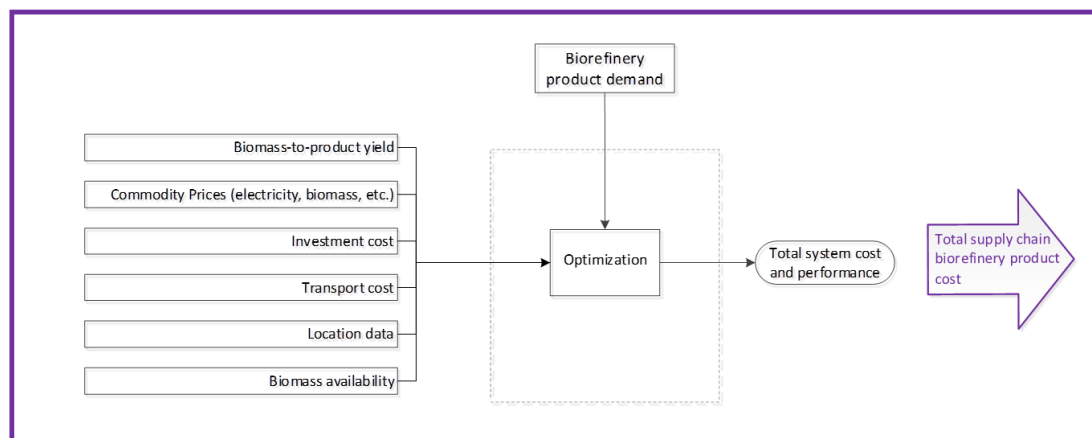 Biorefinery
product demand
Biomass-to-product yield
Commodity Prices (electricity, biomass, etc.)
Investment cost
Transport cost
Location data
Biomass availability
Optimization
Total system cost
and performance
Total supply chain
biorefinery product
cost